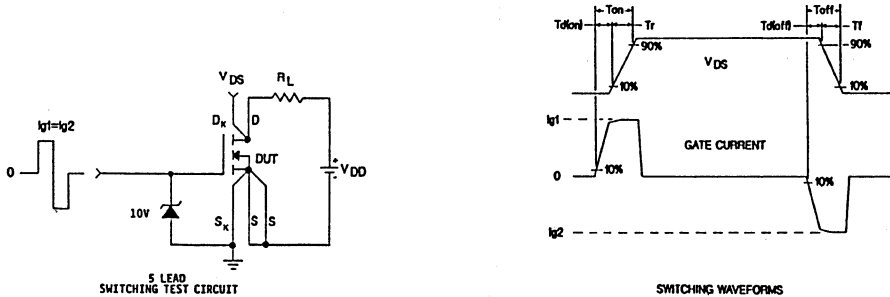 Ig1=Ig2
0
10V
VDS
RL
DK
D
DUT
VDD
+
-
SK
S
S
5 LEAD
SWITCHING TEST CIRCUIT
Ton
Td(on)
Tr
90%
10%
VDS
Toff
Td(off)
Tf
90%
10%
Ig1
GATE CURRENT
0
10%
10%
Ig2
SWITCHING WAVEFORMS